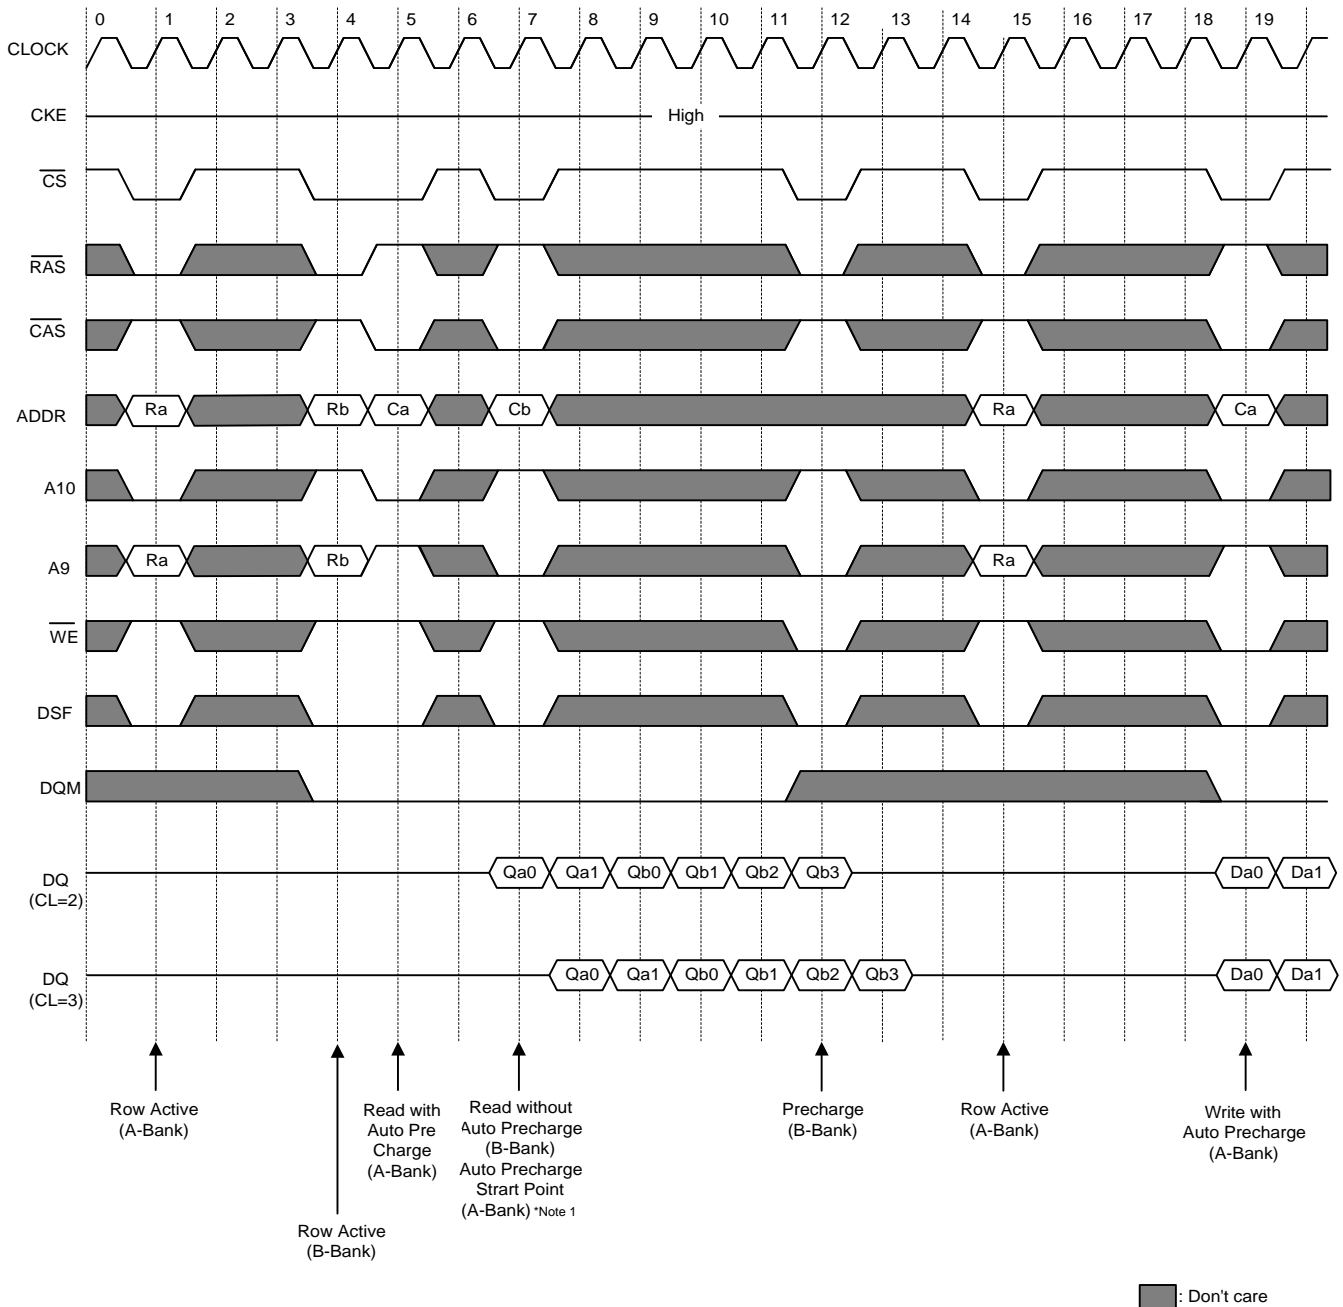 0 1 2 3 4 5 6 7 8 9 10 11 12 13 14 15 16 17 18 19
CLOCK
CKE High
CS
RAS
CAS
ADDR Ra Rb Ca Cb Ra Ca
A10
A9 Ra Rb Ra
WE
DSF
DQM
DQ
(CL=2)
Qa0 Qa1 Qb0 Qb1 Qb2 Qb3 Da0 Da1
DQ
(CL=3)
Qa0 Qa1 Qb0 Qb1 Qb2 Qb3 Da0 Da1
Row Active
(A-Bank)
Row Active
(B-Bank)
Read with
Auto Pre
Charge
(A-Bank)
Read without
Auto Precharge
(B-Bank)
Auto Precharge
Strart Point
(A-Bank) *Note 1
Precharge
(B-Bank)
Row Active
(A-Bank)
Write with
Auto Precharge
(A-Bank)
: Don't care